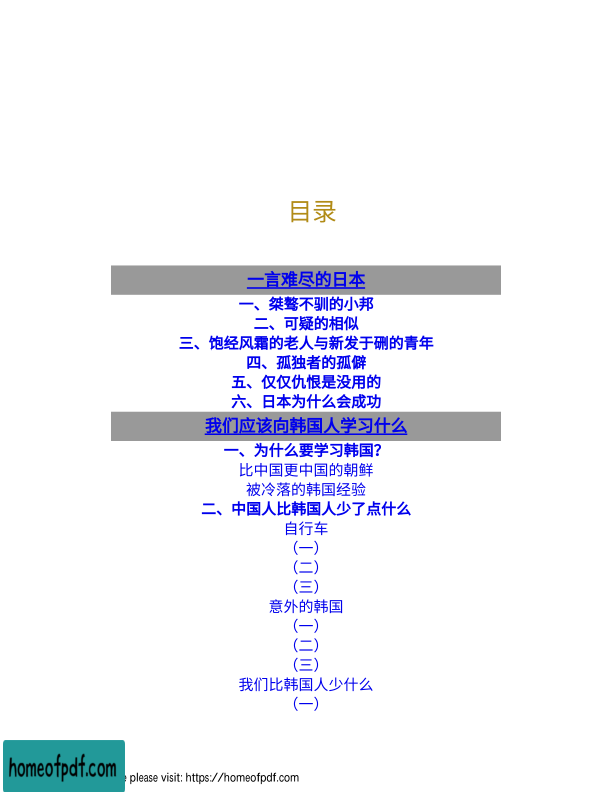 目录
一言难尽的日本
一、桀骜不驯的小邦
二、可疑的相似
三、饱经风霜的老人与新发于硎的青年
四、孤独者的孤僻
五、仅仅仇恨是没用的
六、日本为什么会成功
我们应该向韩国人学习什么
一、为什么要学习韩国？
比中国更中国的朝鲜
被冷落的韩国经验
二、中国人比韩国人少了点什么
自行车
（一）
（二）
（三）
意外的韩国
（一）
（二）
（三）
我们比韩国人少什么
（一）
homeofpdf.com
e please visit: https://homeofpdf.com